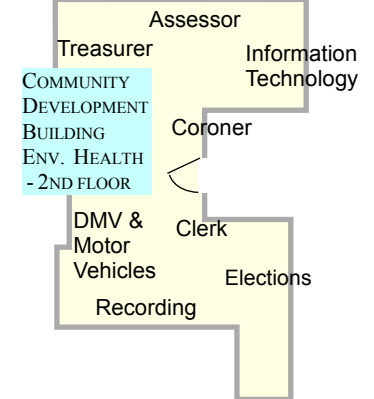 Assessor
Treasurer
Information
Technology
COMMUNITY
DEVELOPMENT
BUILDING
ENV. HEALTH
- 2ND FLOOR
Coroner
DMV &
Motor
Vehicles
Clerk
Elections
Recording